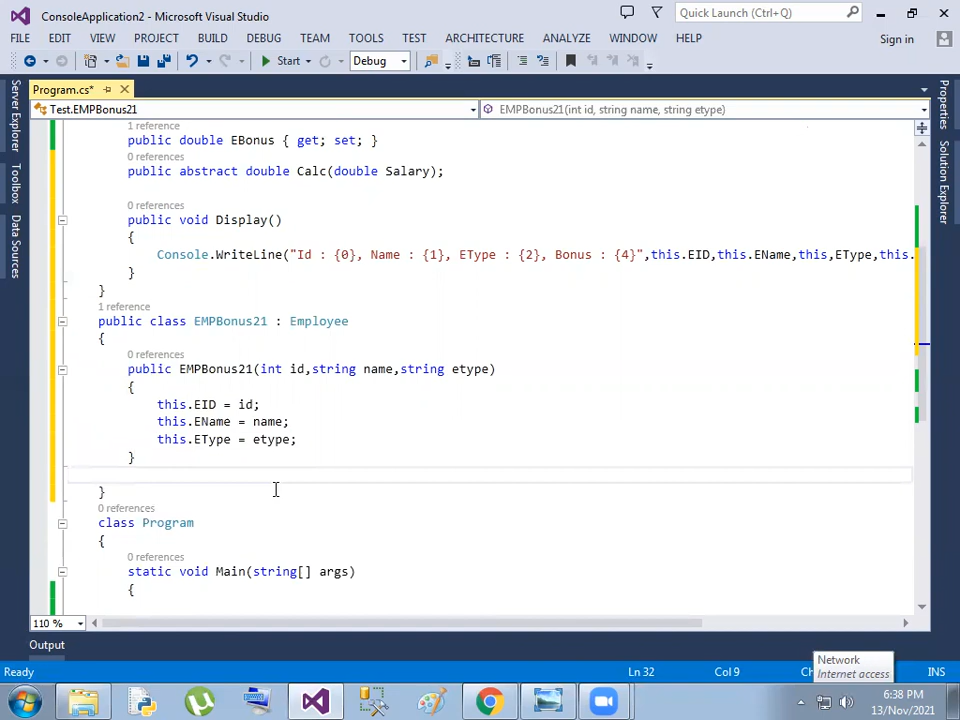 ConsoleApplication2 - Microsoft Visual Studio
Quick Launch (Ctrl+Q)
FILE EDIT VIEW PROJECT BUILD DEBUG TEAM TOOLS TEST ARCHITECTURE ANALYZE WINDOW HELP
Sign in
Start Debug
Program.cs*
Test.EMPBonus21 EMPBonus21(int id, string name, string etype)
Server Explorer
Toolbox
Data Sources
Properties
Solution Explorer
1 reference
public double EBonus { get; set; }
0 references
public abstract double Calc(double Salary);
0 references
public void Display()
{
Console.WriteLine("Id : {0}, Name : {1}, EType : {2}, Bonus : {4}",this.EID,this.EName,this,EType,this.
}
}
1 reference
public class EMPBonus21 : Employee
{
0 references
public EMPBonus21(int id,string name,string etype)
{
this.EID = id;
this.EName = name;
this.EType = etype;
}
}
0 references
class Program
{
0 references
static void Main(string[] args)
{
110 %
Output
Ready Ln 32 Col 9 INS
Network
Internet access
6:38 PM
13/Nov/2021